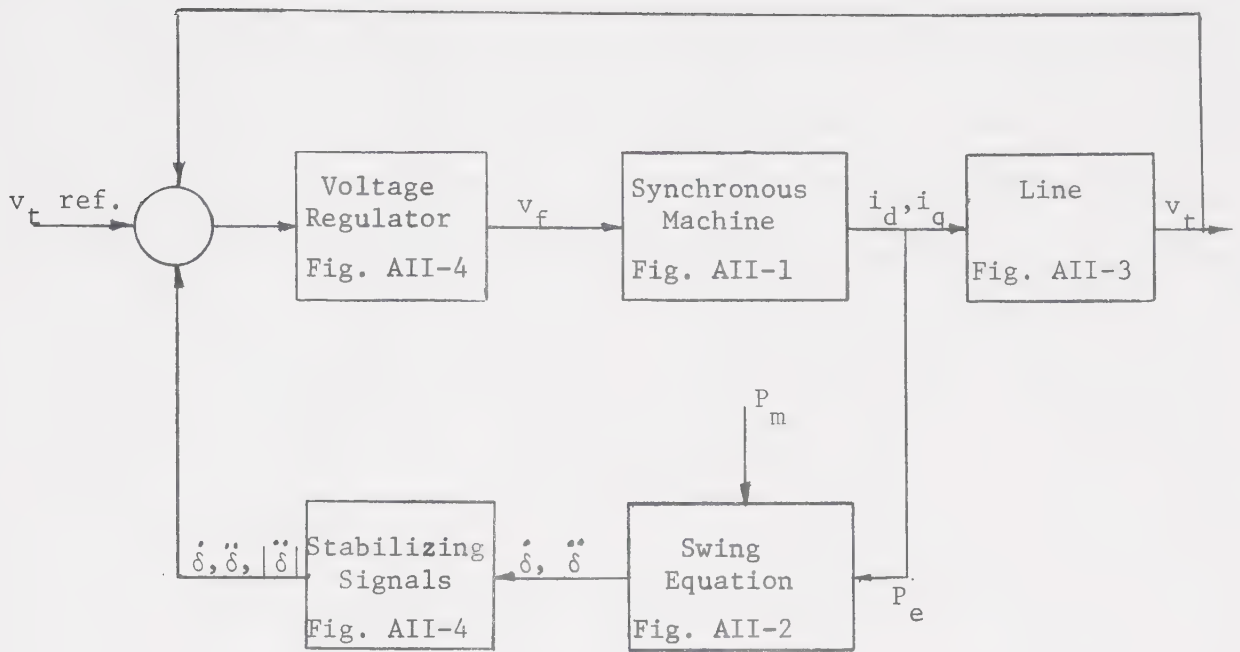 v_t ref.
Voltage
Regulator
Fig. AII-4
v_f
Synchronous
Machine
Fig. AII-1
i_d, i_q
Line
Fig. AII-3
v_t
P_m
δ̇, δ̈, |δ̈|
Stabilizing
Signals
Fig. AII-4
δ̇, δ̈
Swing
Equation
Fig. AII-2
P_e